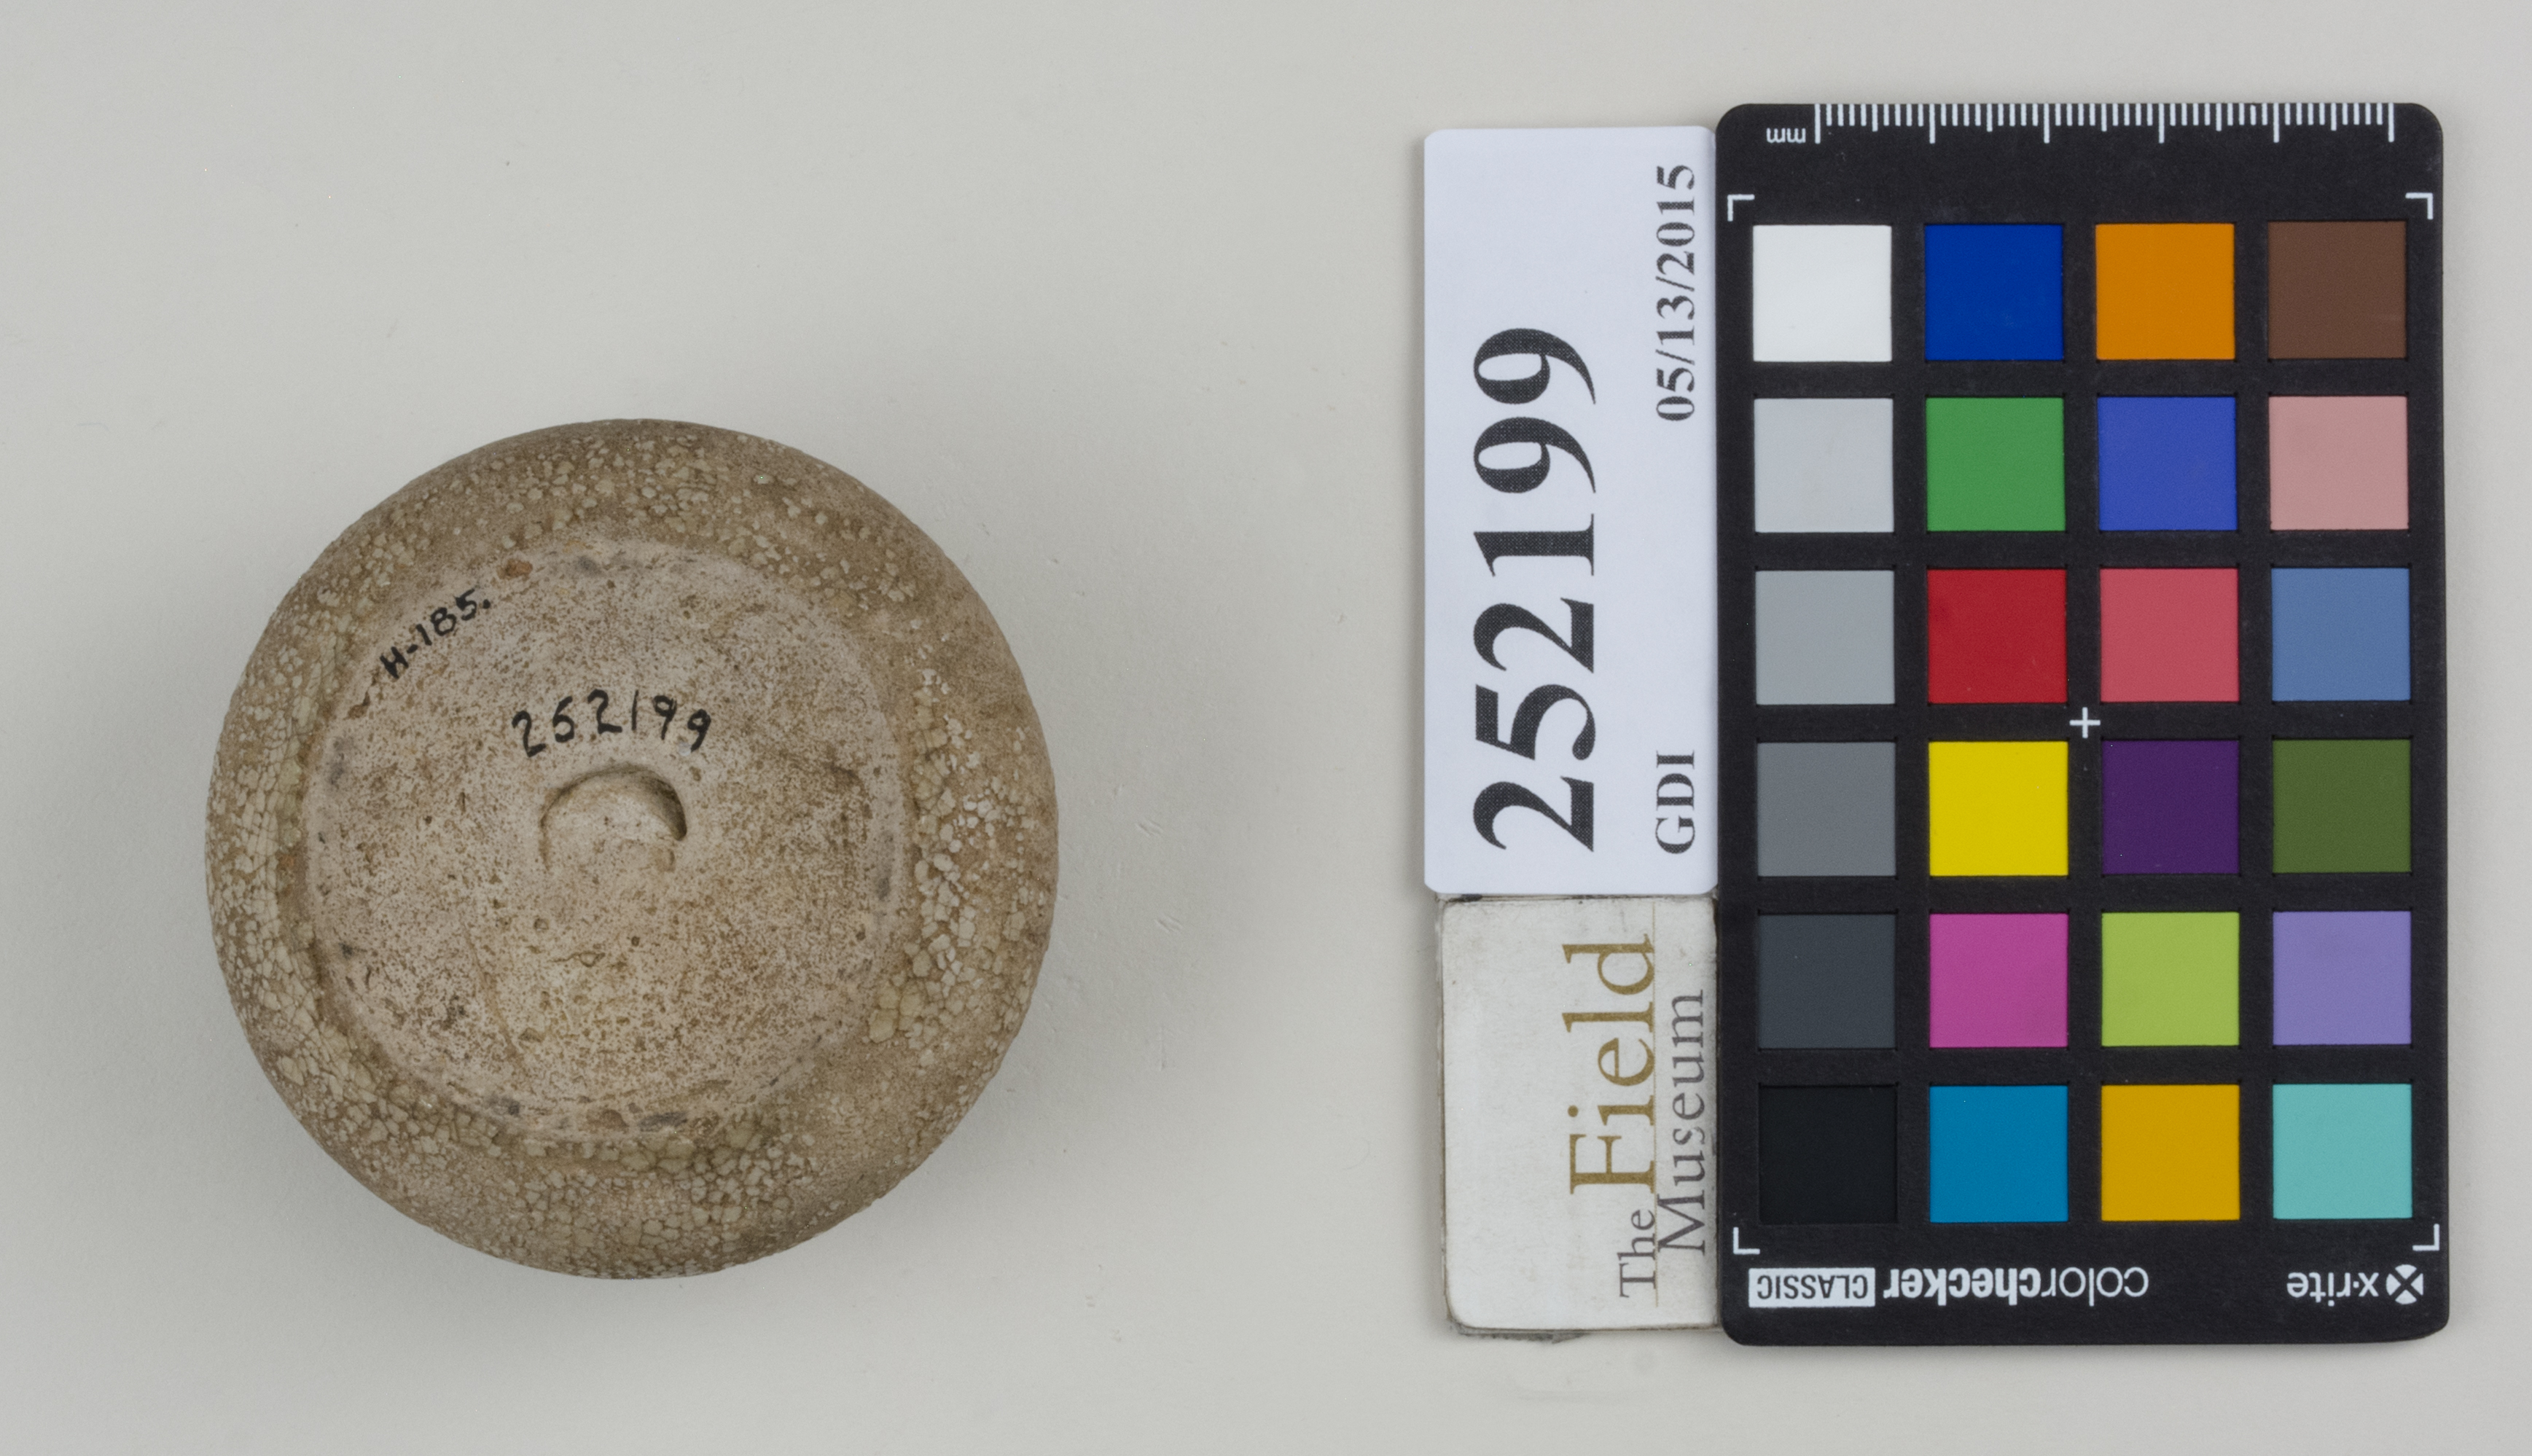 H-185.
252199
252199
GDI 05/13/2015
The Field
Museum
mm
colorchecker CLASSIC
x·rite